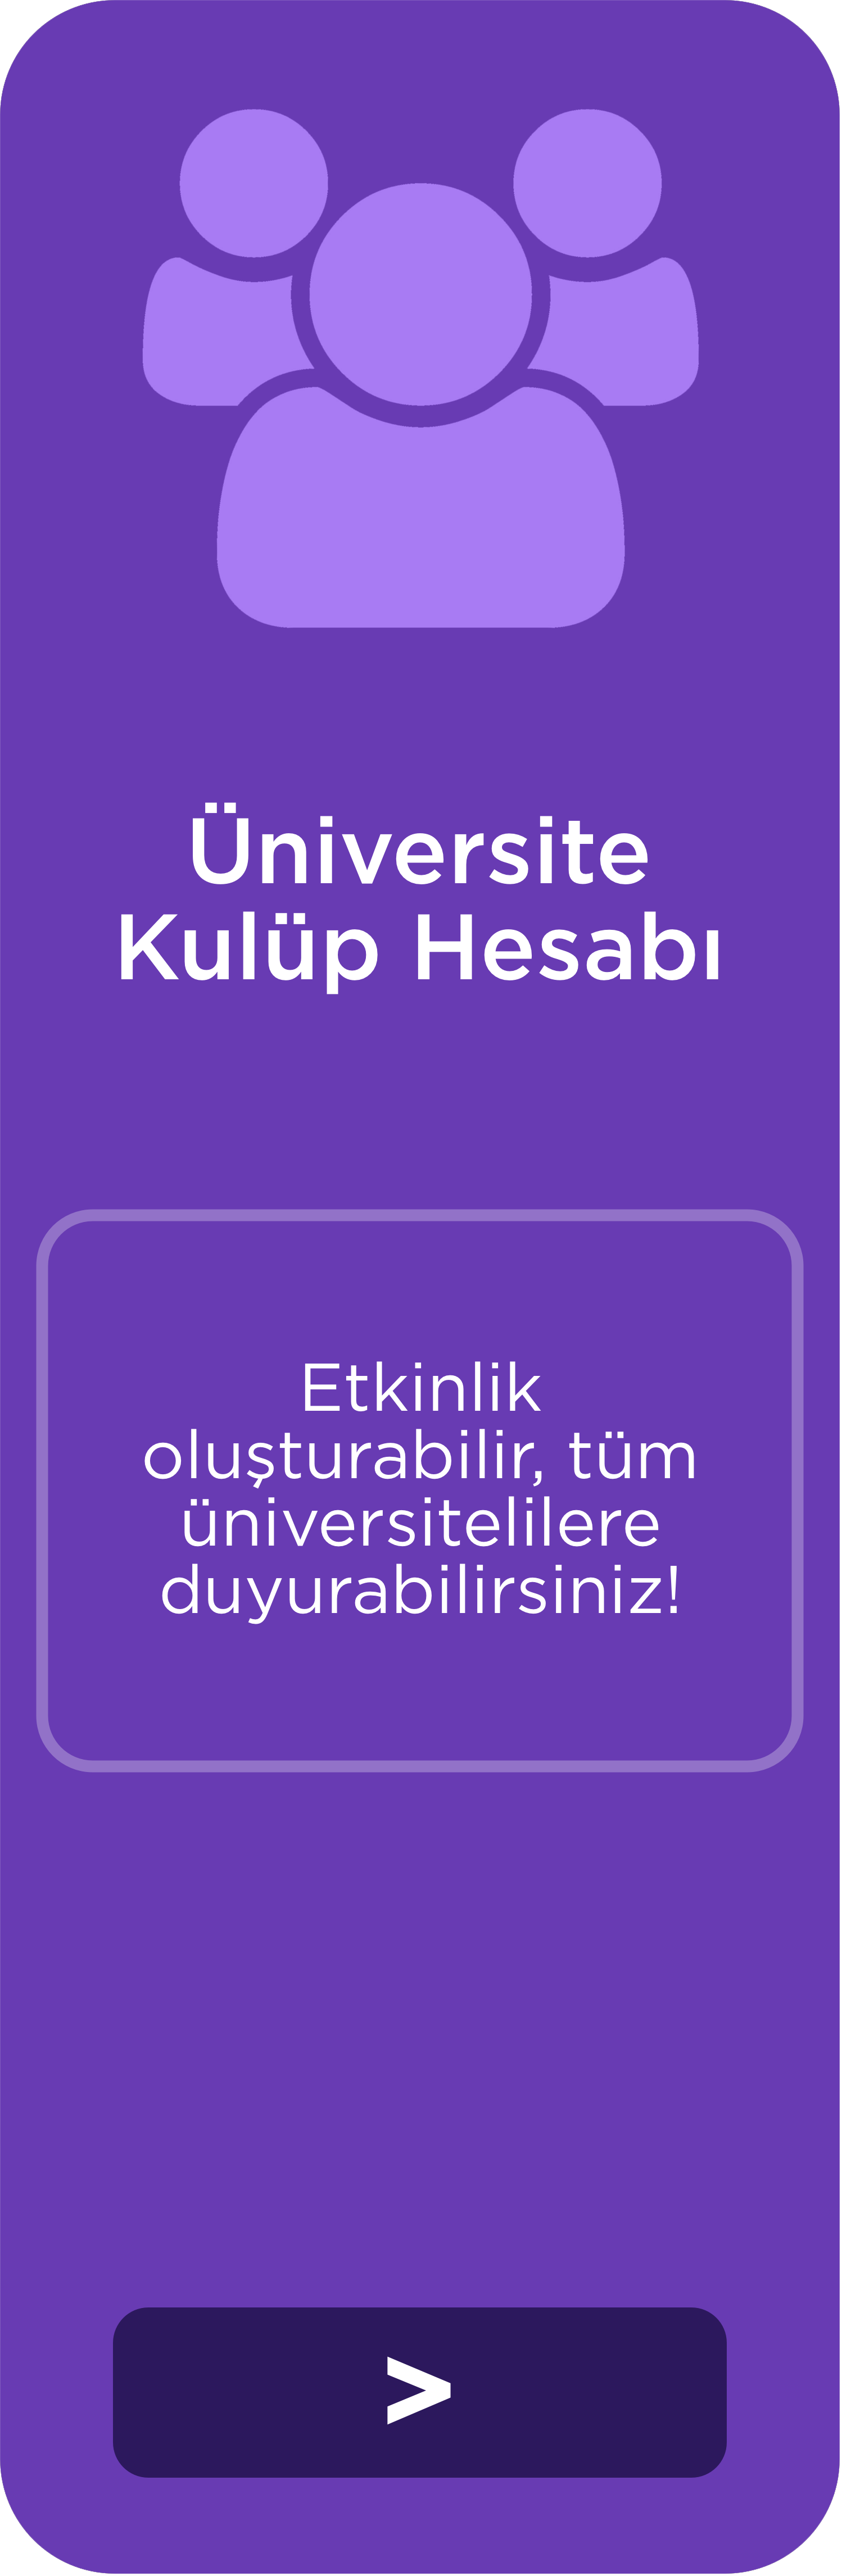 Üniversite
Kulüp Hesabı
Etkinlik
oluşturabilir, tüm
üniversitelilere
duyurabilirsiniz!
>